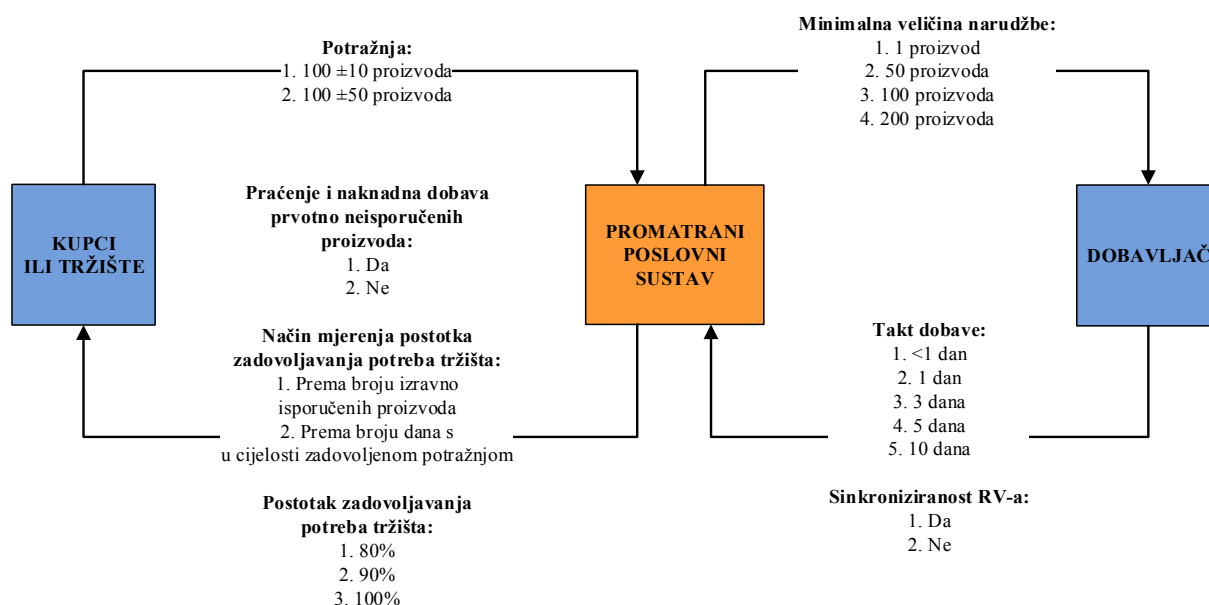 Potražnja:
1. 100 ±10 proizvoda
2. 100 ±50 proizvoda
Minimalna veličina narudžbe:
1. 1 proizvod
2. 50 proizvoda
3. 100 proizvoda
4. 200 proizvoda
KUPCI
ILI TRŽIŠTE
Praćenje i naknadna dobava
prvotno neisporučenih
proizvoda:
1. Da
2. Ne
PROMATRANI
POSLOVNI
SUSTAV
DOBAVLJAČ
Način mjerenja postotka
zadovoljavanja potreba tržišta:
1. Prema broju izravno
isporučenih proizvoda
2. Prema broju dana s
u cijelosti zadovoljenom potražnjom
Takt dobave:
1. <1 dan
2. 1 dan
3. 3 dana
4. 5 dana
5. 10 dana
Postotak zadovoljavanja
potreba tržišta:
1. 80%
2. 90%
3. 100%
Sinkroniziranost RV-a:
1. Da
2. Ne